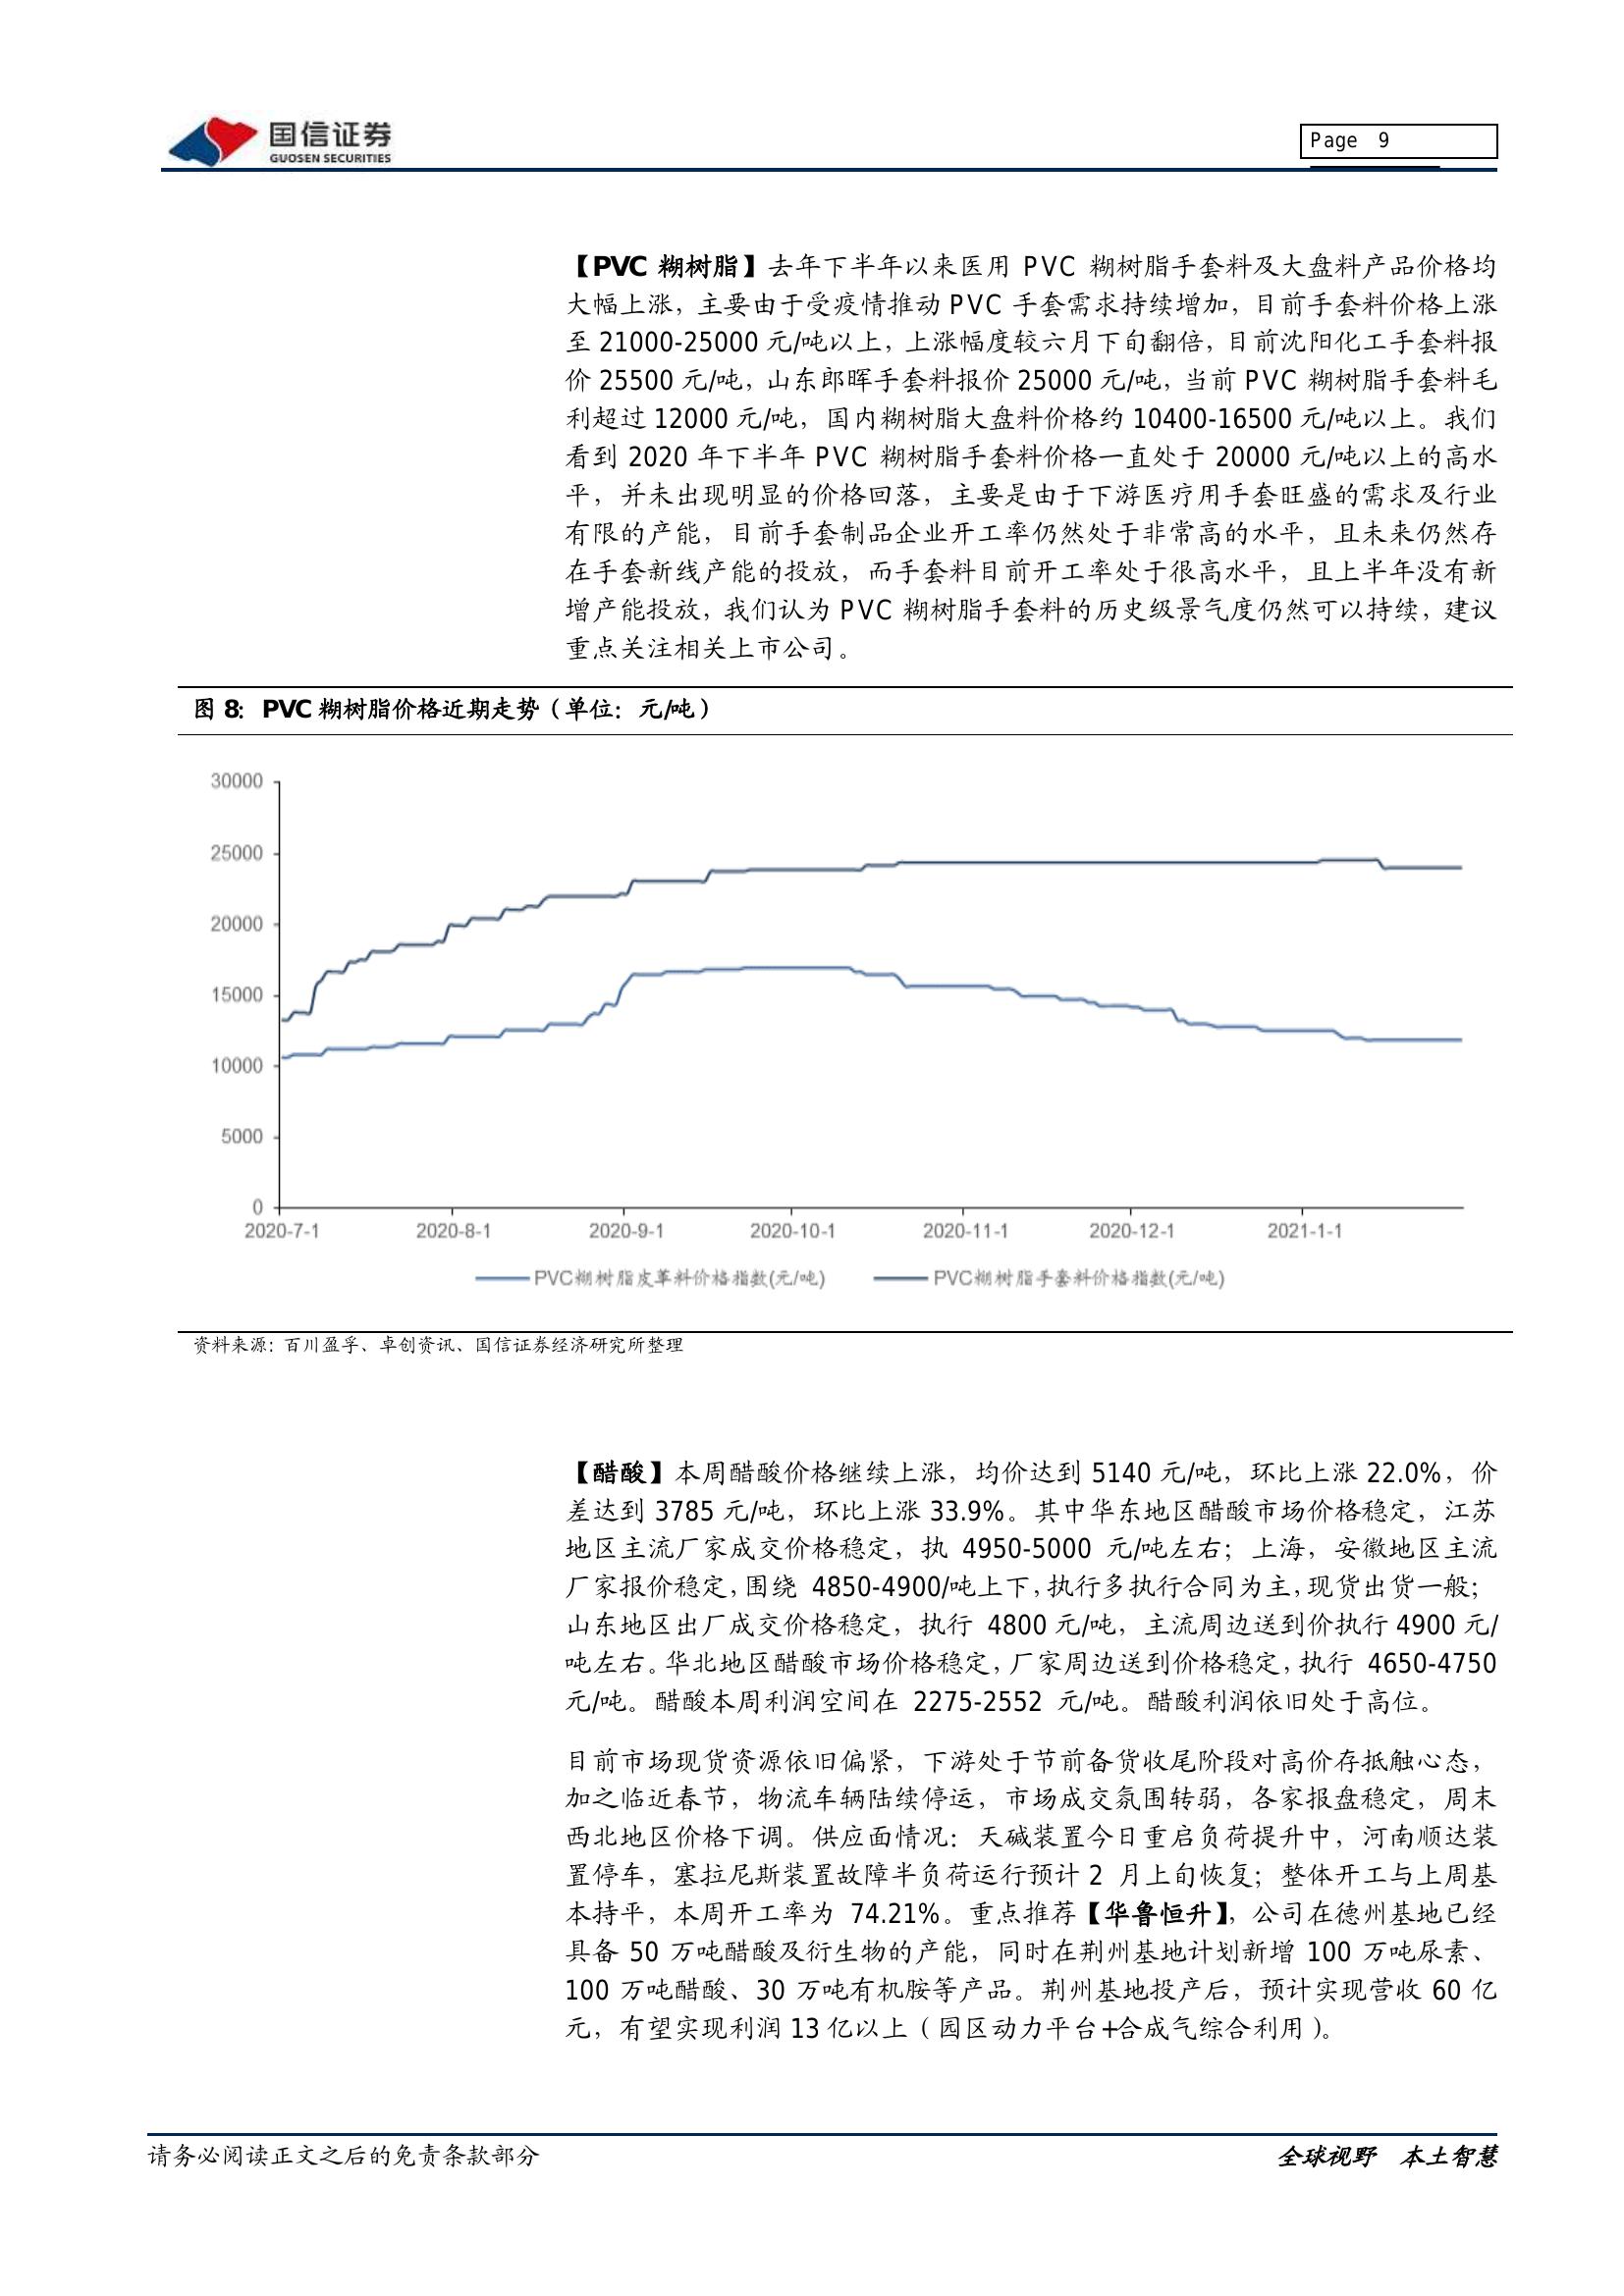 国信证券
GUOSEN SECURITIES
Page 9
【PVC 糊树脂】去年下半年以来医用 PVC 糊树脂手套料及大盘料产品价格均
大幅上涨，主要由于受疫情推动 PVC 手套需求持续增加，目前手套料价格上涨
至 21000-25000 元/吨以上，上涨幅度较六月下旬翻倍，目前沈阳化工手套料报
价 25500 元/吨，山东郎晖手套料报价 25000 元/吨，当前 PVC 糊树脂手套料毛
利超过 12000 元/吨，国内糊树脂大盘料价格约 10400-16500 元/吨以上。我们
看到 2020 年下半年 PVC 糊树脂手套料价格一直处于 20000 元/吨以上的高水
平，并未出现明显的价格回落，主要是由于下游医疗用手套旺盛的需求及行业
有限的产能，目前手套制品企业开工率仍然处于非常高的水平，且未来仍然存
在手套新线产能的投放，而手套料目前开工率处于很高水平，且上半年没有新
增产能投放，我们认为 PVC 糊树脂手套料的历史级景气度仍然可以持续，建议
重点关注相关上市公司。
图 8：PVC 糊树脂价格近期走势（单位：元/吨）
30000
25000
20000
15000
10000
5000
0
2020-7-1 2020-8-1 2020-9-1 2020-10-1 2020-11-1 2020-12-1 2021-1-1
PVC糊树脂皮革料价格指数(元/吨) PVC糊树脂手套料价格指数(元/吨)
资料来源：百川盈孚、卓创资讯、国信证券经济研究所整理
【醋酸】本周醋酸价格继续上涨，均价达到 5140 元/吨，环比上涨 22.0%，价
差达到 3785 元/吨，环比上涨 33.9%。其中华东地区醋酸市场价格稳定，江苏
地区主流厂家成交价格稳定，执 4950-5000 元/吨左右；上海，安徽地区主流
厂家报价稳定，围绕 4850-4900/吨上下，执行多执行合同为主，现货出货一般；
山东地区出厂成交价格稳定，执行 4800 元/吨，主流周边送到价执行 4900 元/
吨左右。华北地区醋酸市场价格稳定，厂家周边送到价格稳定，执行 4650-4750
元/吨。醋酸本周利润空间在 2275-2552 元/吨。醋酸利润依旧处于高位。
目前市场现货资源依旧偏紧，下游处于节前备货收尾阶段对高价存抵触心态，
加之临近春节，物流车辆陆续停运，市场成交氛围转弱，各家报盘稳定，周末
西北地区价格下调。供应面情况：天碱装置今日重启负荷提升中，河南顺达装
置停车，塞拉尼斯装置故障半负荷运行预计 2 月上旬恢复；整体开工与上周基
本持平，本周开工率为 74.21%。重点推荐【华鲁恒升】，公司在德州基地已经
具备 50 万吨醋酸及衍生物的产能，同时在荆州基地计划新增 100 万吨尿素、
100 万吨醋酸、30 万吨有机胺等产品。荆州基地投产后，预计实现营收 60 亿
元，有望实现利润 13 亿以上（园区动力平台+合成气综合利用）。
请务必阅读正文之后的免责条款部分
全球视野 本土智慧